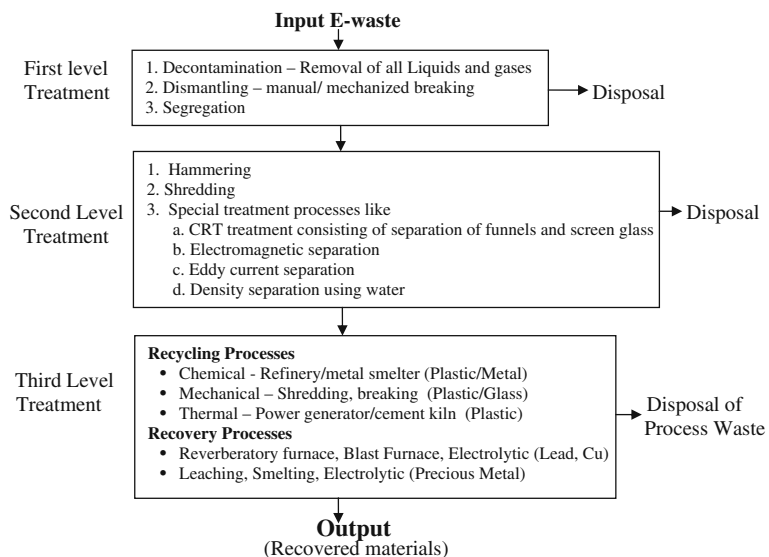 Input E-waste
First level
Treatment
1. Decontamination – Removal of all Liquids and gases
2. Dismantling – manual/ mechanized breaking
3. Segregation
Disposal
Second Level
Treatment
1. Hammering
2. Shredding
3. Special treatment processes like
a. CRT treatment consisting of separation of funnels and screen glass
b. Electromagnetic separation
c. Eddy current separation
d. Density separation using water
Disposal
Third Level
Treatment
Recycling Processes
• Chemical - Refinery/metal smelter (Plastic/Metal)
• Mechanical – Shredding, breaking (Plastic/Glass)
• Thermal – Power generator/cement kiln (Plastic)
Recovery Processes
• Reverberatory furnace, Blast Furnace, Electrolytic (Lead, Cu)
• Leaching, Smelting, Electrolytic (Precious Metal)
Disposal of
Process Waste
Output
(Recovered materials)